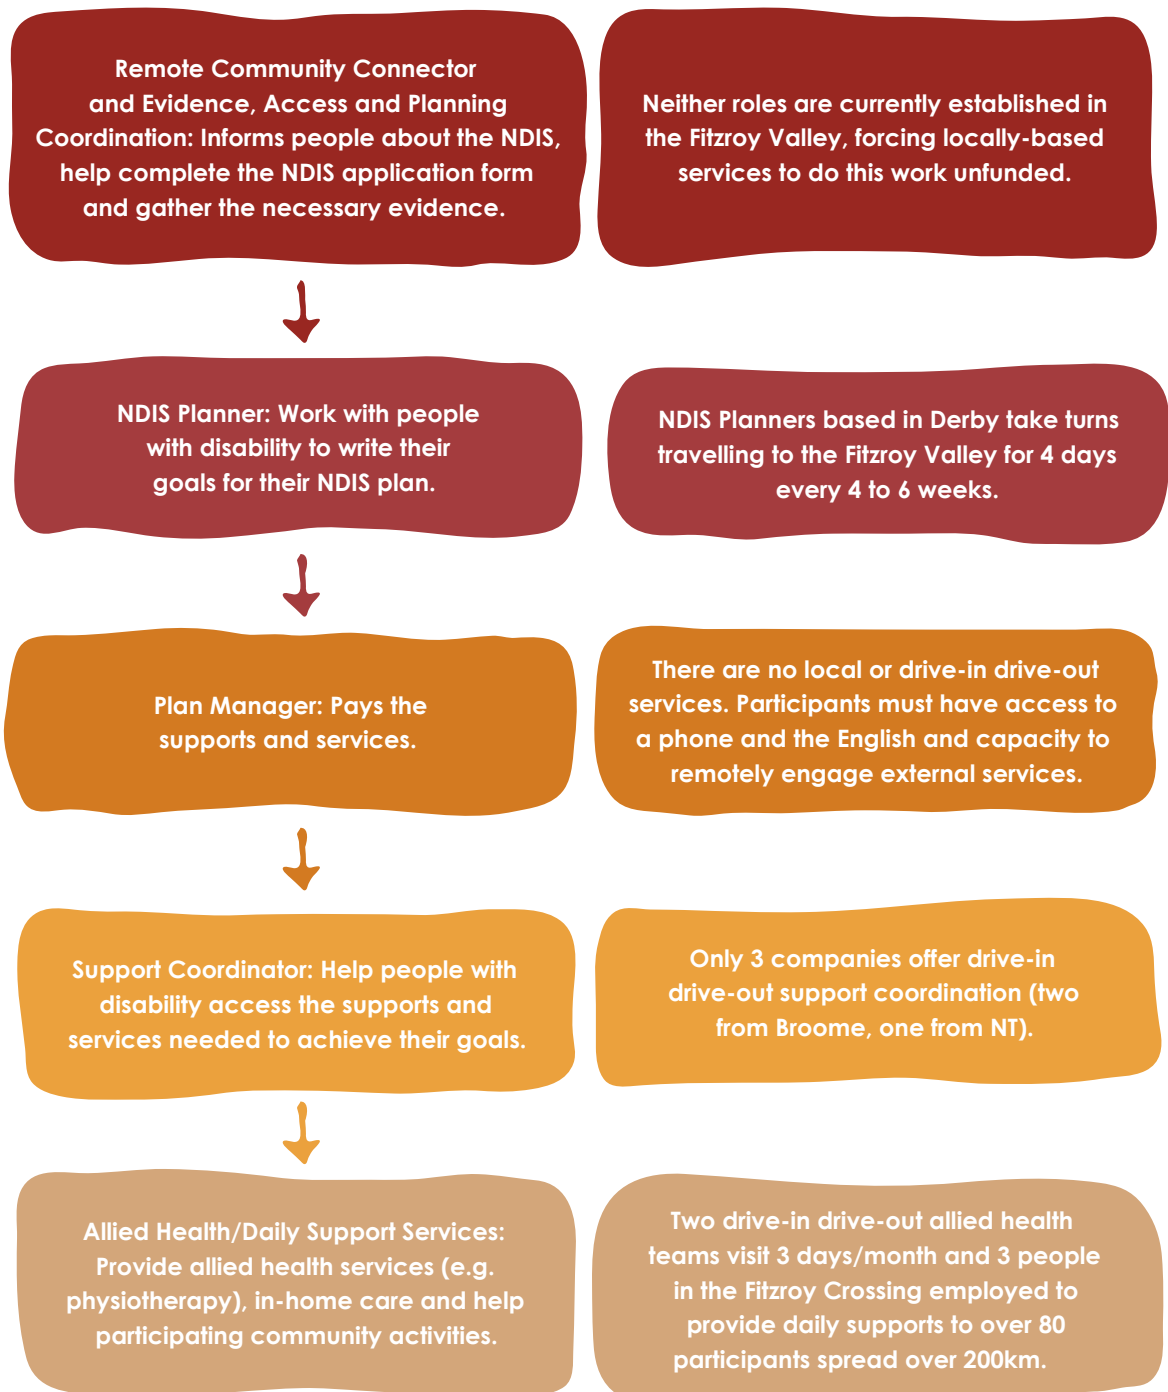 Remote Community Connector
and Evidence, Access and Planning
Coordination: Informs people about the NDIS,
help complete the NDIS application form
and gather the necessary evidence.
Neither roles are currently established in
the Fitzroy Valley, forcing locally-based
services to do this work unfunded.
NDIS Planner: Work with people
with disability to write their
goals for their NDIS plan.
NDIS Planners based in Derby take turns
travelling to the Fitzroy Valley for 4 days
every 4 to 6 weeks.
Plan Manager: Pays the
supports and services.
There are no local or drive-in drive-out
services. Participants must have access to
a phone and the English and capacity to
remotely engage external services.
Support Coordinator: Help people with
disability access the supports and
services needed to achieve their goals.
Only 3 companies offer drive-in
drive-out support coordination (two
from Broome, one from NT).
Allied Health/Daily Support Services:
Provide allied health services (e.g.
physiotherapy), in-home care and help
participating community activities.
Two drive-in drive-out allied health
teams visit 3 days/month and 3 people
in the Fitzroy Crossing employed to
provide daily supports to over 80
participants spread over 200km.